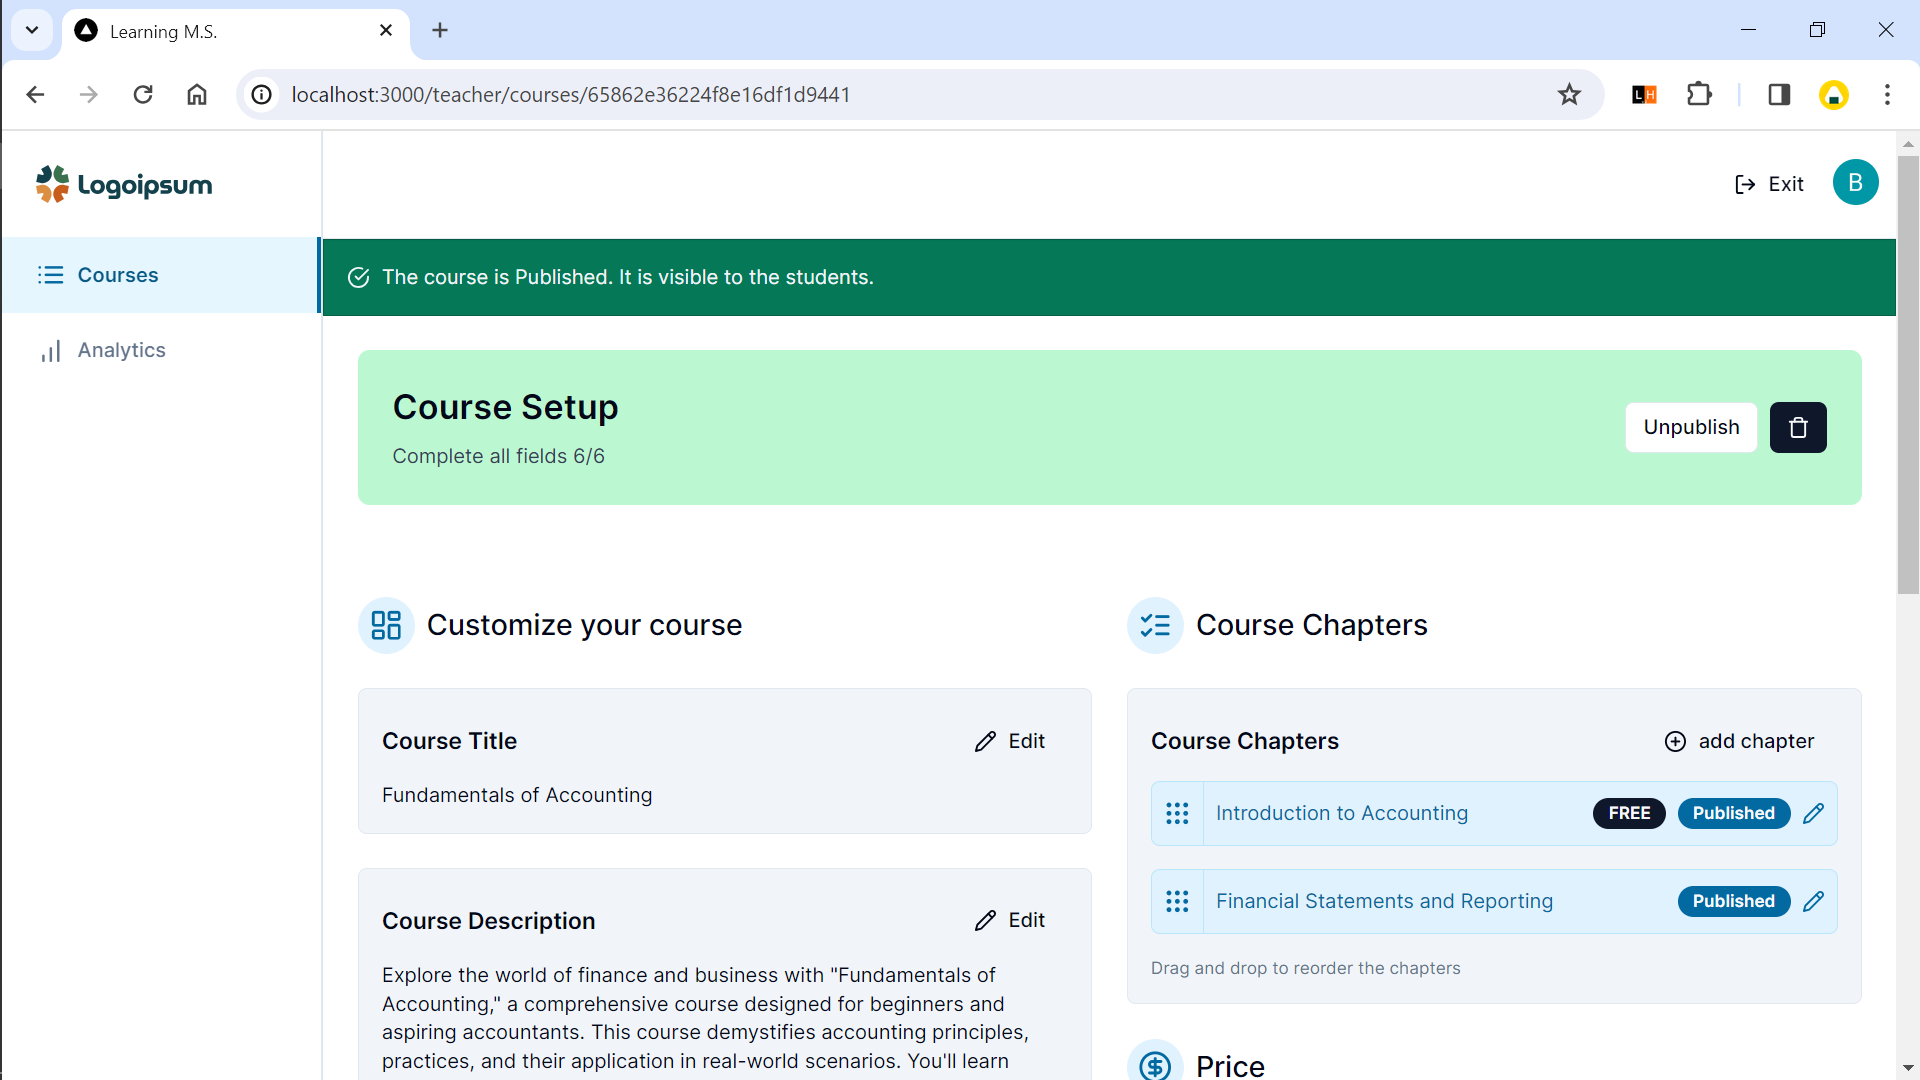 Learning M.S.
localhost:3000/teacher/courses/65862e36224f8e16df1d9441
LH
Logoipsum
Exit
B
Courses
The course is Published. It is visible to the students.
Analytics
Course Setup
Complete all fields 6/6
Unpublish
Customize your course
Course Chapters
Course Title
Edit
Fundamentals of Accounting
Course Chapters
add chapter
Introduction to Accounting
FREE
Published
Financial Statements and Reporting
Published
Drag and drop to reorder the chapters
Course Description
Edit
Explore the world of finance and business with "Fundamentals of
Accounting," a comprehensive course designed for beginners and
aspiring accountants. This course demystifies accounting principles,
practices, and their application in real-world scenarios. You'll learn
Price